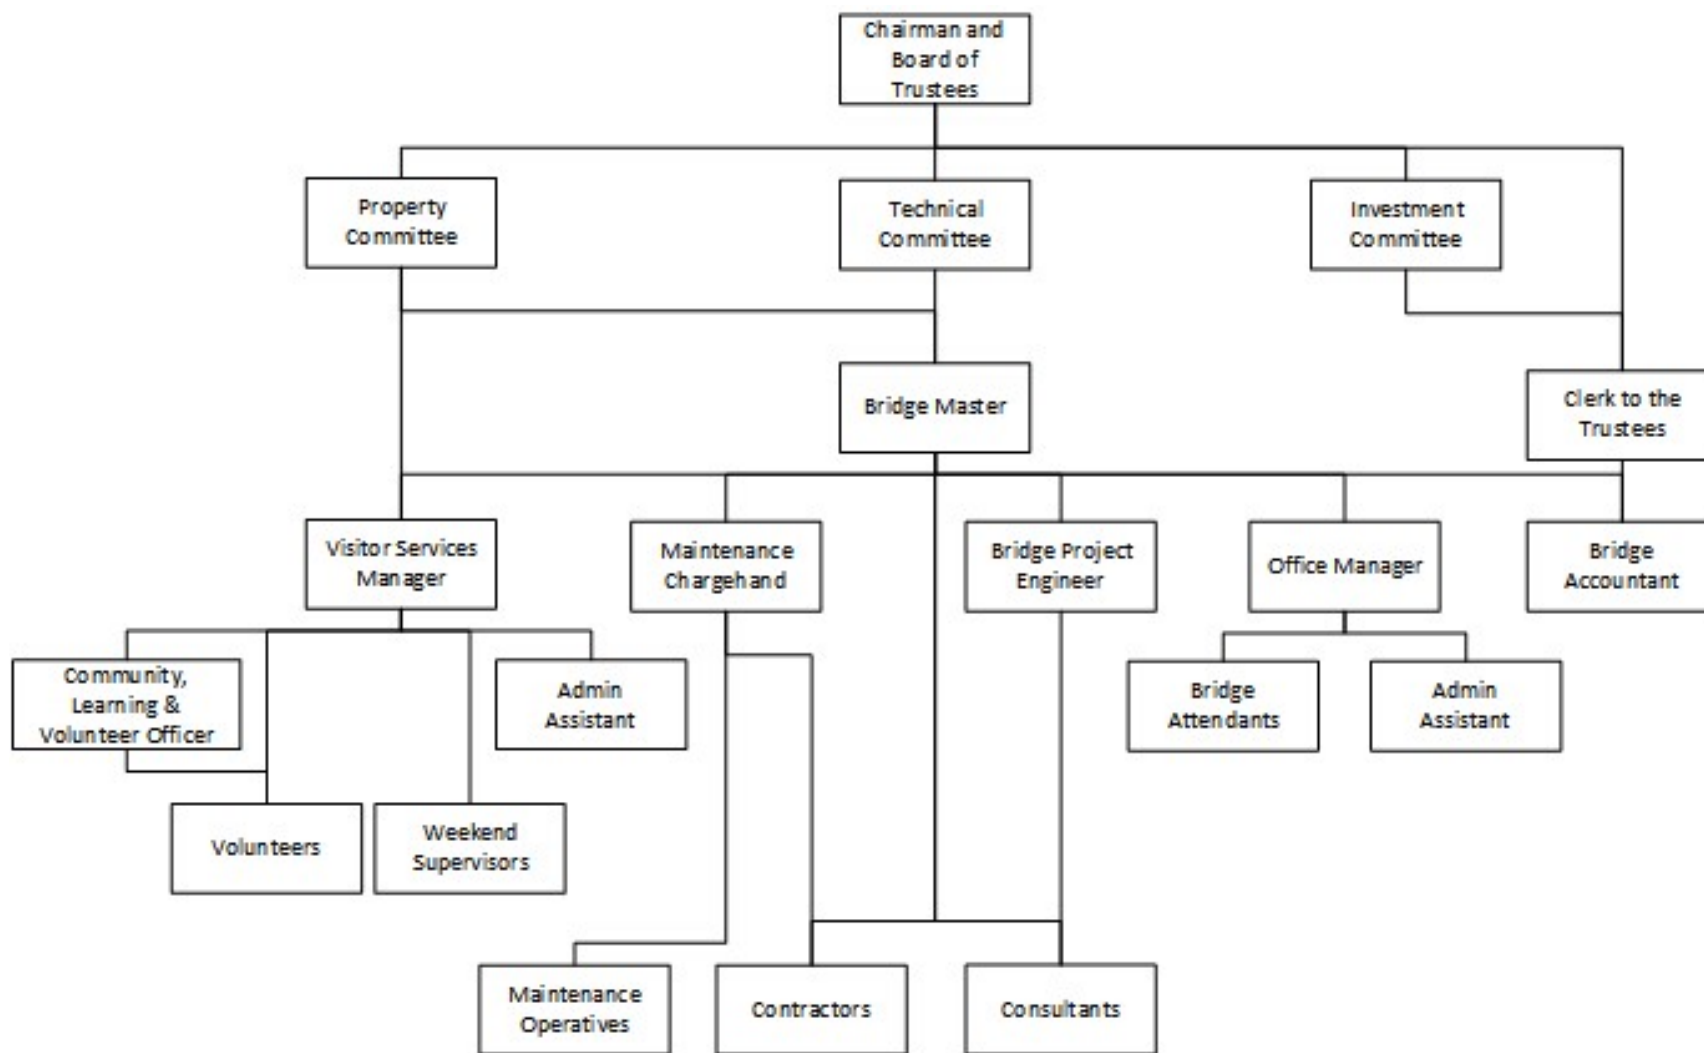 Chairman and
Board of
Trustees
Property
Committee
Technical
Committee
Investment
Committee
Bridge Master
Clerk to the
Trustees
Visitor Services
Manager
Maintenance
Chargehand
Bridge Project
Engineer
Office Manager
Bridge
Accountant
Community,
Learning &
Volunteer Officer
Admin
Assistant
Bridge
Attendants
Admin
Assistant
Volunteers
Weekend
Supervisors
Maintenance
Operatives
Contractors
Consultants